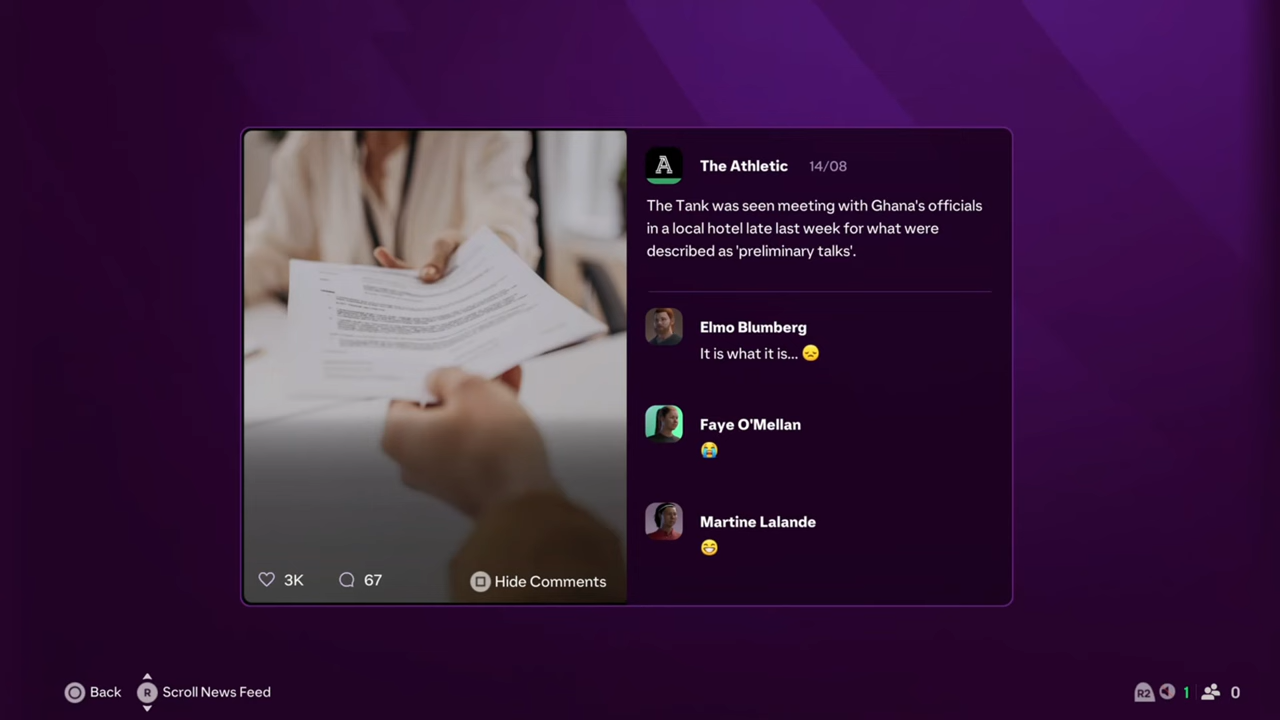 The Athletic 14/08
The Tank was seen meeting with Ghana's officials
in a local hotel late last week for what were
described as 'preliminary talks'.
Elmo Blumberg
It is what it is... 😞
Faye O'Mellan
😭
Martine Lalande
😁
3K 67 Hide Comments
Back R Scroll News Feed
R2 1 0